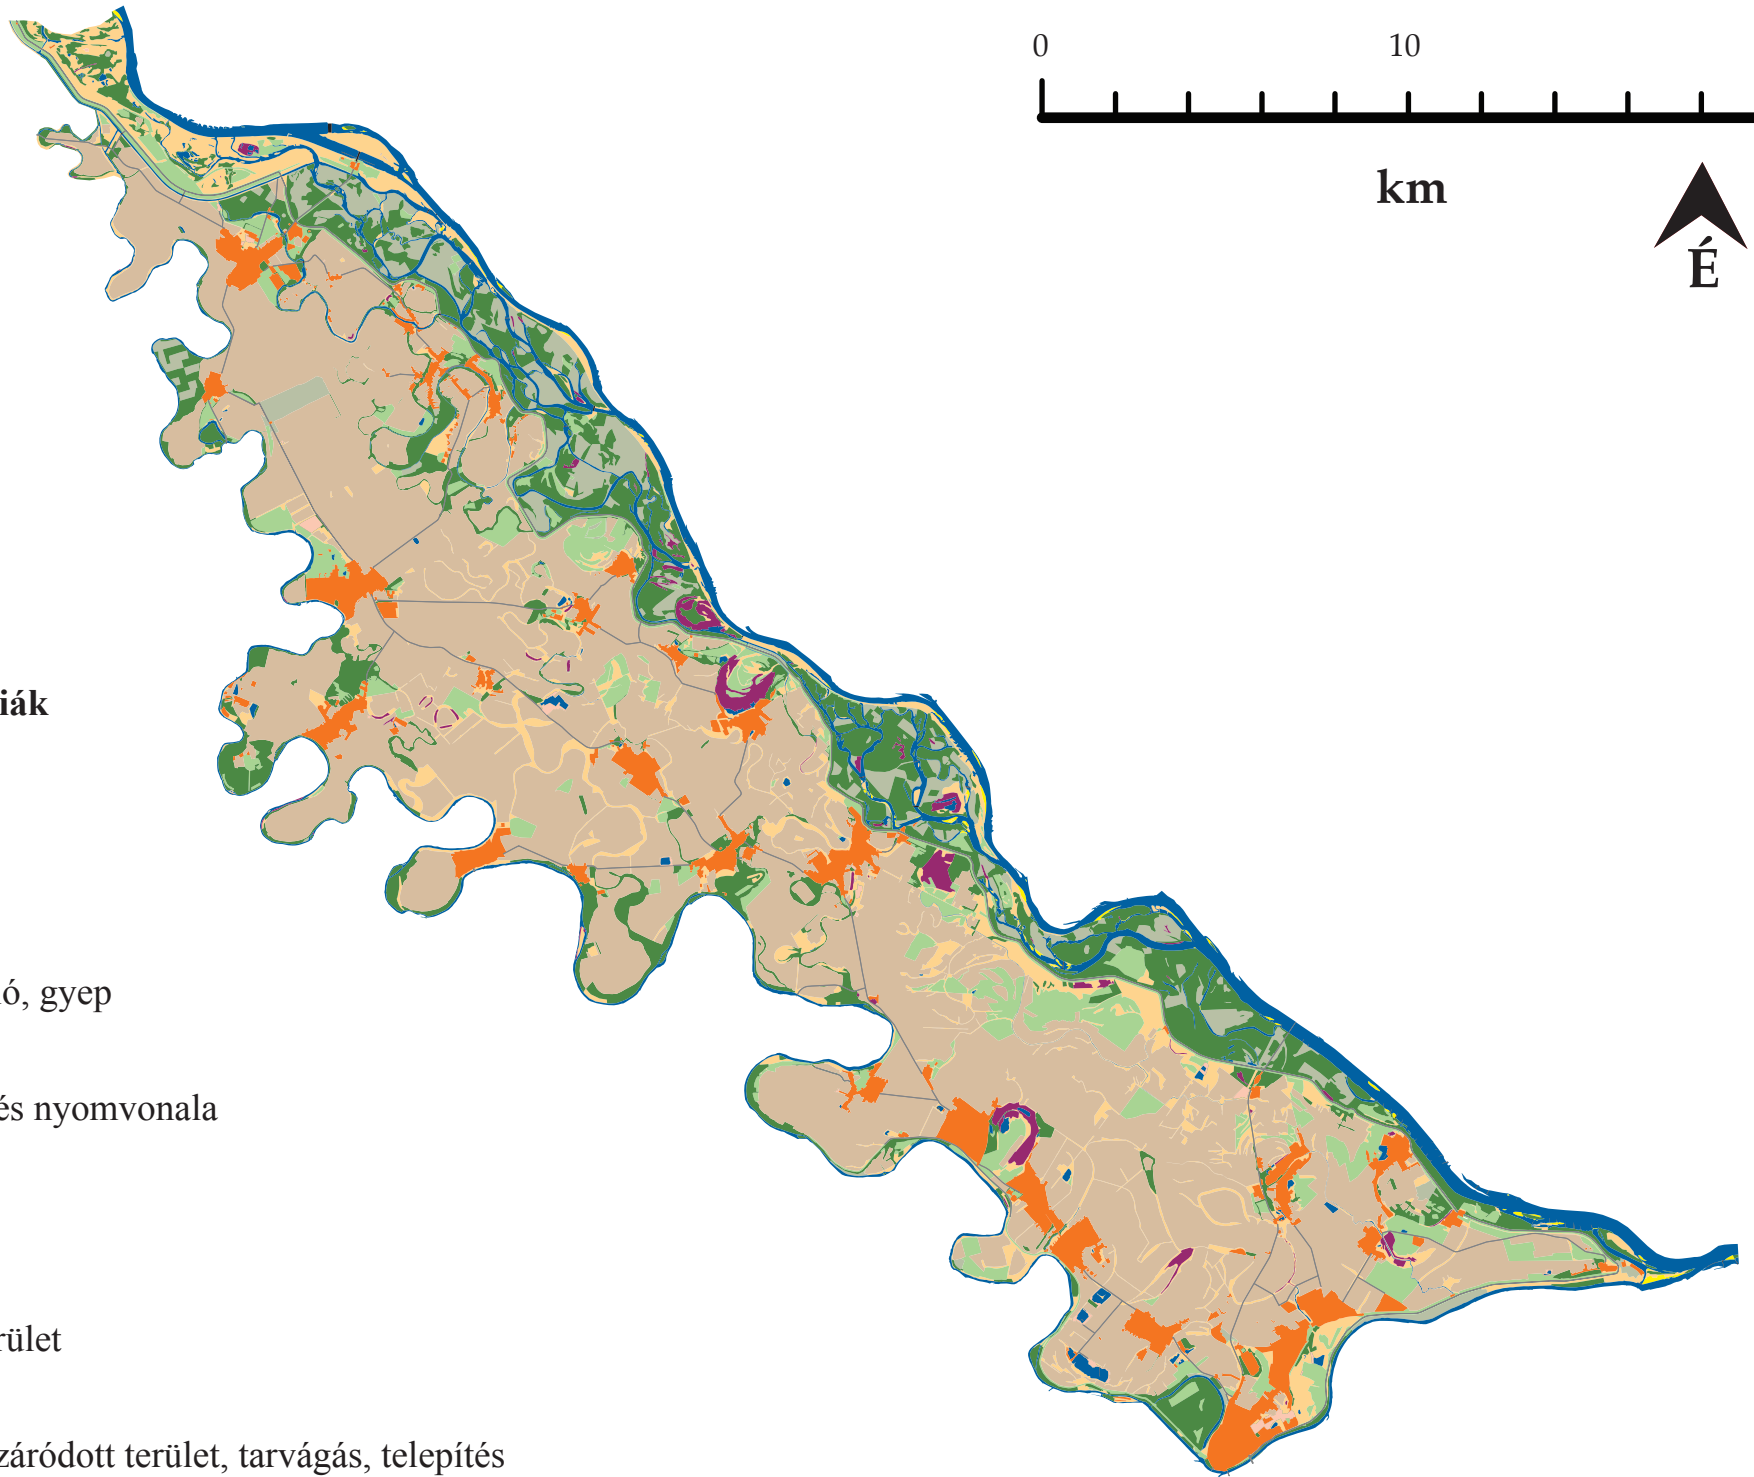 0 10
km
É
iák
ó, gyep
és nyomvonala
rület
záródott terület, tarvágás, telepítés